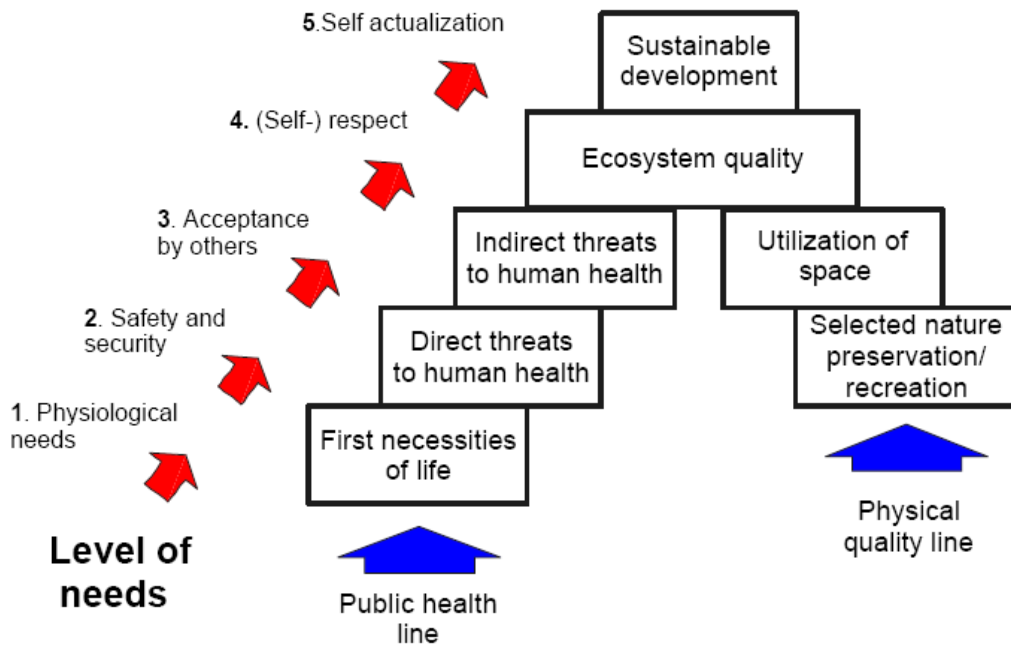 5.Self actualization
Sustainable
development
4. (Self-) respect
Ecosystem quality
3. Acceptance
by others
Indirect threats
to human health
Utilization of
space
2. Safety and
security
Direct threats
to human health
Selected nature
preservation/
recreation
1. Physiological
needs
First necessities
of life
Level of
needs
Public health
line
Physical
quality line